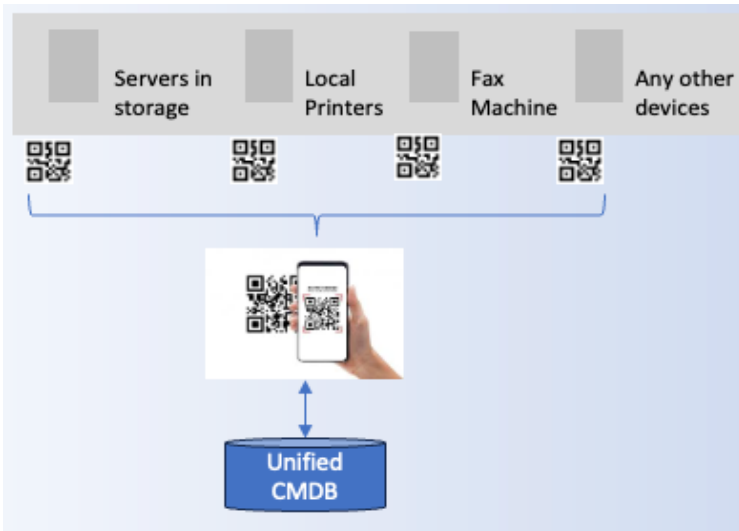 Servers in
storage
Local
Printers
Fax
Machine
Any other
devices
Unified
CMDB